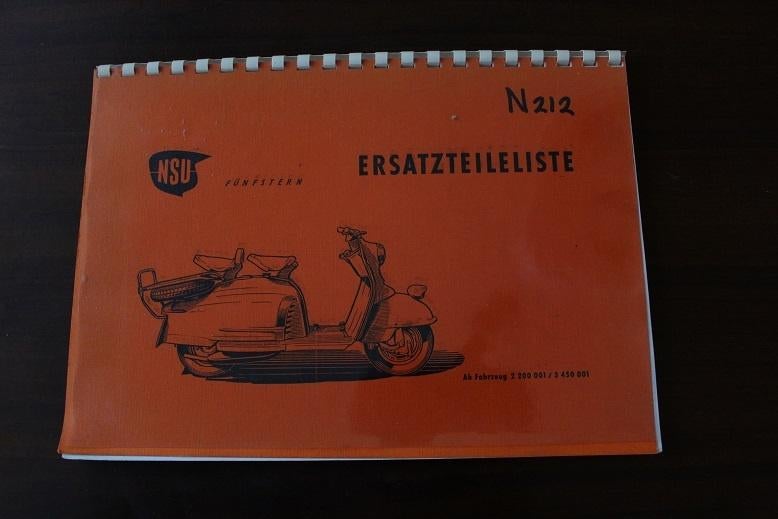 N212
NSU
FÜNFSTERN
ERSATZTEILELISTE
Ab Fahrzeug 2 200 001 / 3 450 001